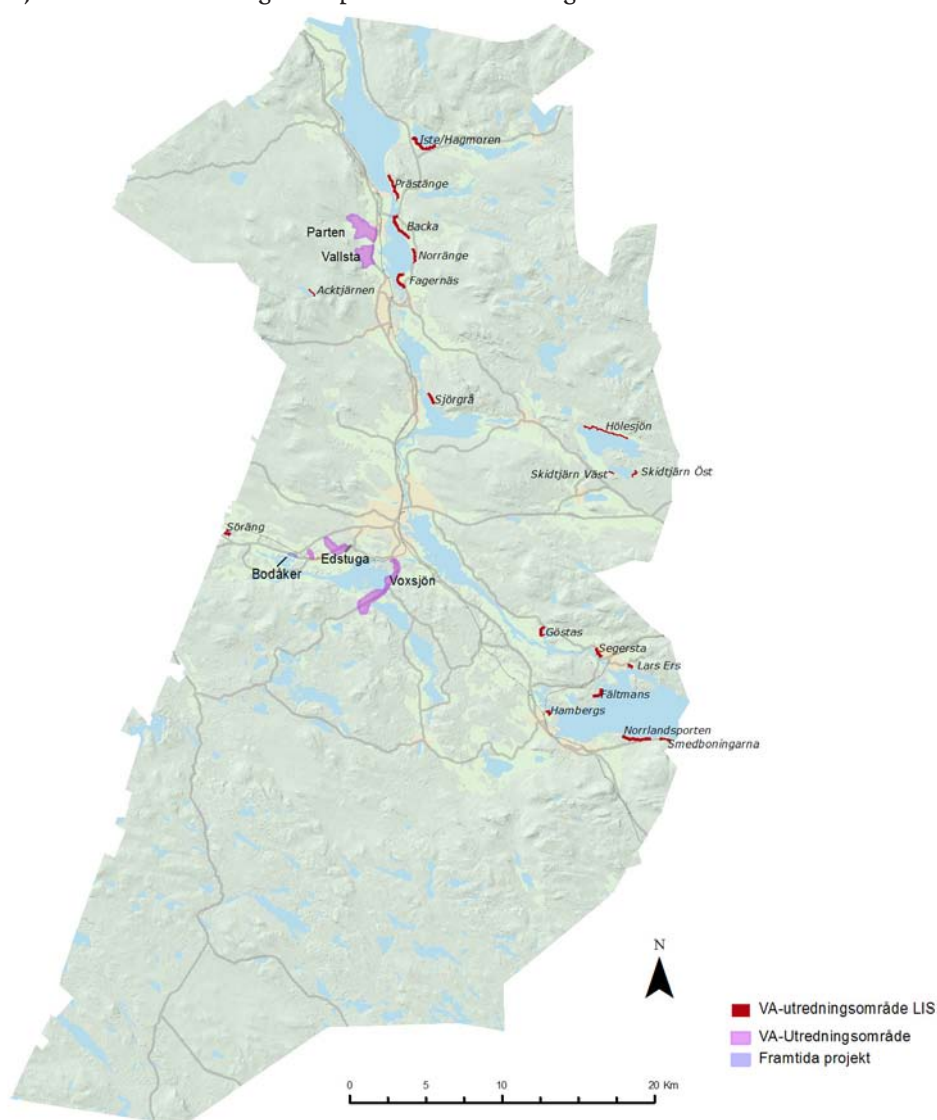 Iste/Hagmoren
Prästänge
Backa
Parten
Vallsta
Norränge
Fagernäs
Acktjärnen
Sjörgrå
Hölesjön
Skidtjärn Väst
Skidtjärn Öst
Söräng
Edstuga
Bodåker
Voxsjön
Göstas
Segersta
Lars Ers
Fältmans
Hambergs
Norrlandsporten
Smedboningarna
N
VA-utredningsområde LIS
VA-Utredningsområde
Framtida projekt
0 5 10 20 Km